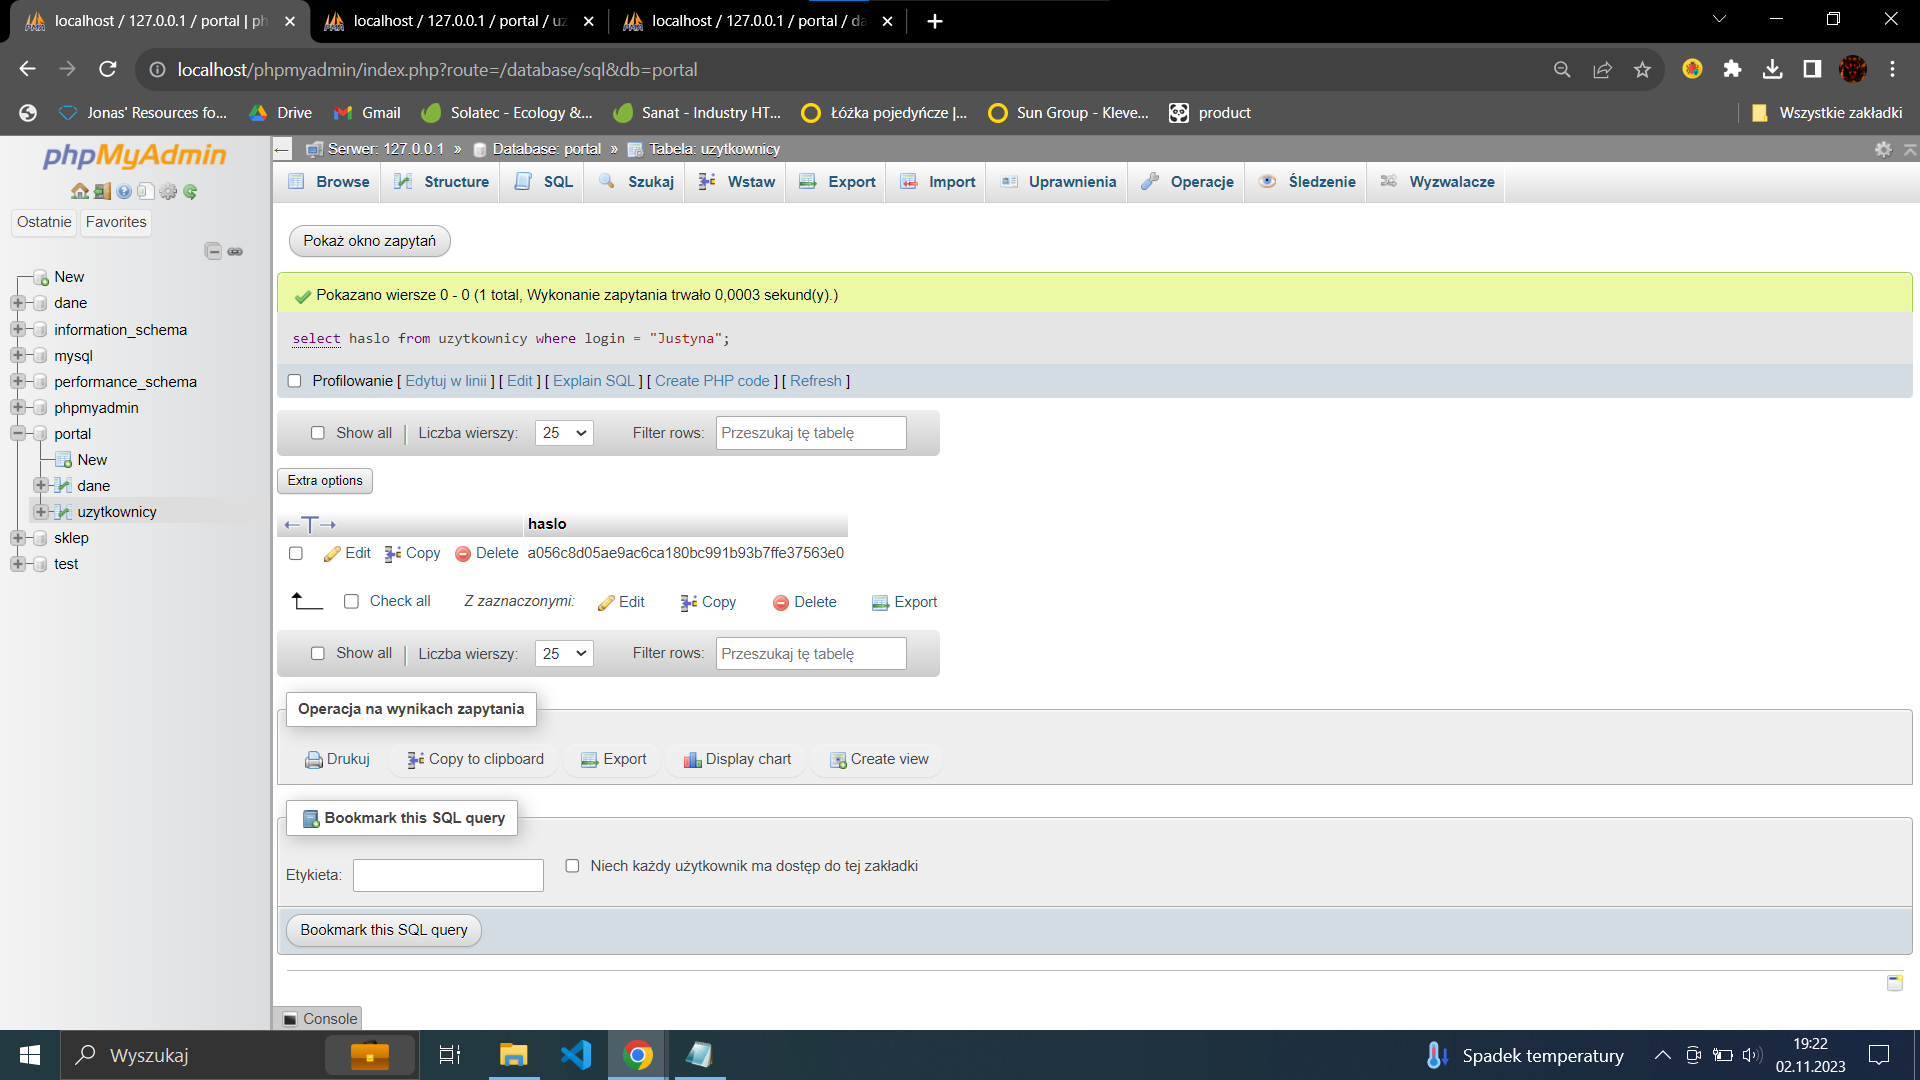 localhost / 127.0.0.1 / portal | ph
localhost / 127.0.0.1 / portal / uz
localhost / 127.0.0.1 / portal / da
localhost/phpmyadmin/index.php?route=/database/sql&db=portal
Jonas' Resources fo...
Drive
Gmail
Solatec - Ecology &...
Sanat - Industry HT...
Łóżka pojedyńcze |...
Sun Group - Kleve...
product
Wszystkie zakładki
phpMyAdmin
Ostatnie
Favorites
New
dane
information_schema
mysql
performance_schema
phpmyadmin
portal
New
dane
uzytkownicy
sklep
test
Serwer: 127.0.0.1 » Database: portal » Tabela: uzytkownicy
Browse
Structure
SQL
Szukaj
Wstaw
Export
Import
Uprawnienia
Operacje
Śledzenie
Wyzwalacze
Pokaż okno zapytań
Pokazano wiersze 0 - 0 (1 total, Wykonanie zapytania trwało 0,0003 sekund(y).)
select haslo from uzytkownicy where login = "Justyna";
Profilowanie [ Edytuj w linii ] [ Edit ] [ Explain SQL ] [ Create PHP code ] [ Refresh ]
Show all | Liczba wierszy: 25 Filter rows: Przeszukaj tę tabelę
Extra options
←T→ haslo
Edit Copy Delete a056c8d05ae9ac6ca180bc991b93b7ffe37563e0
Check all Z zaznaczonymi: Edit Copy Delete Export
Show all | Liczba wierszy: 25 Filter rows: Przeszukaj tę tabelę
Operacja na wynikach zapytania
Drukuj Copy to clipboard Export Display chart Create view
Bookmark this SQL query
Etykieta: Niech każdy użytkownik ma dostęp do tej zakładki
Bookmark this SQL query
Console
Wyszukaj
Spadek temperatury
19:22
02.11.2023